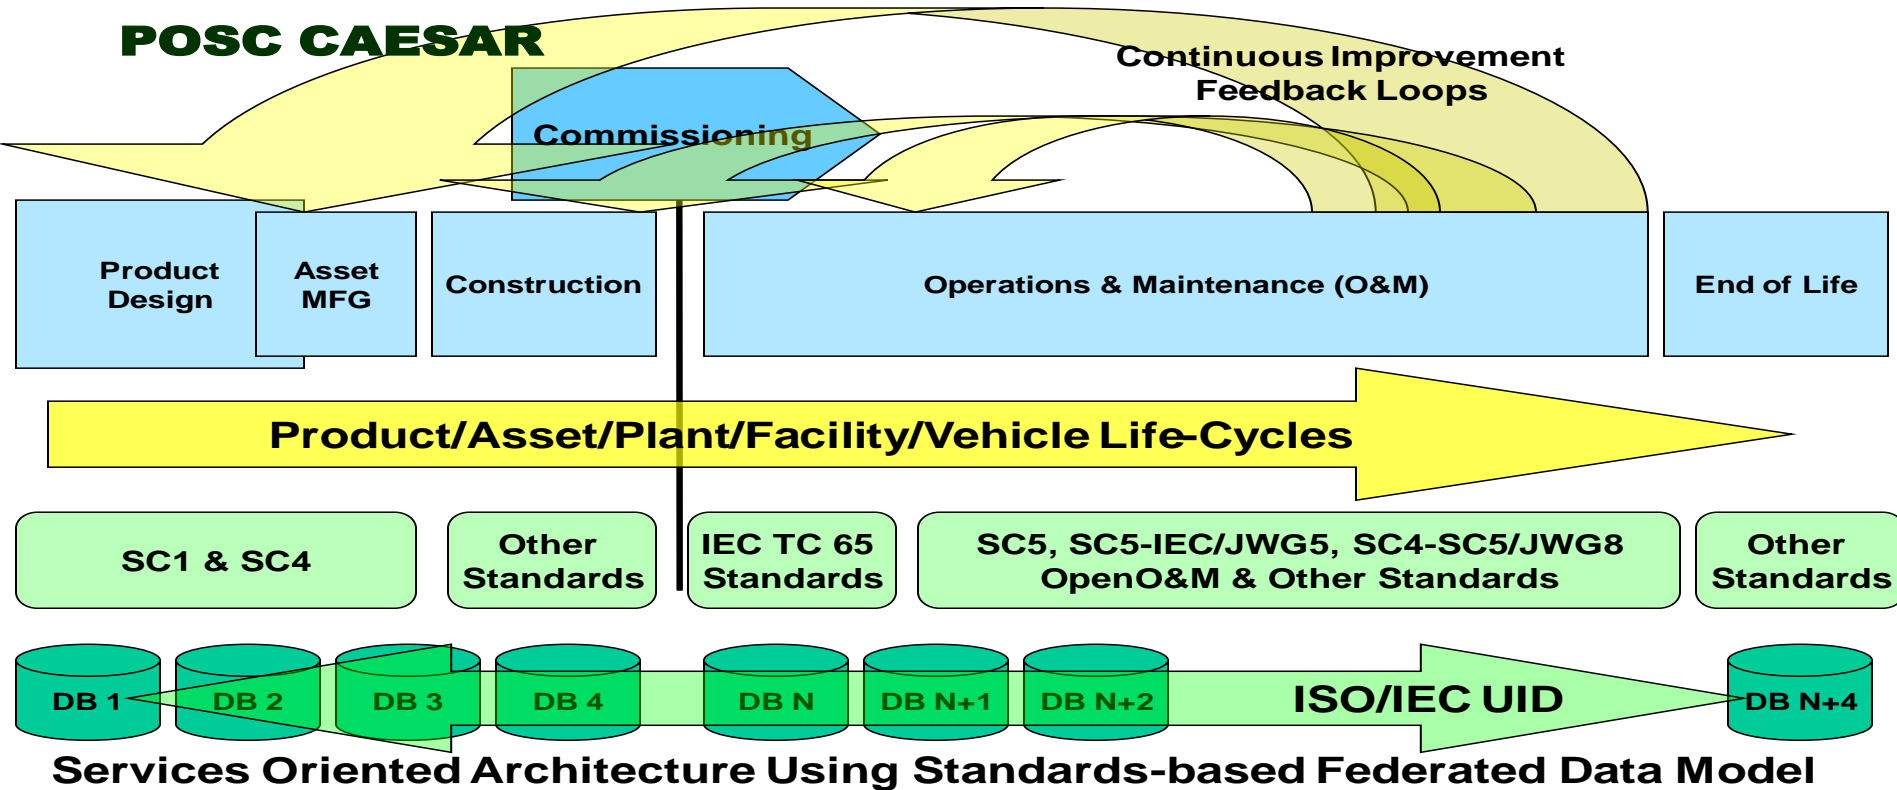 POSC CAESAR
Continuous Improvement
Feedback Loops
Commissioning
Product
Design
Asset
MFG
Construction
Operations & Maintenance (O&M)
End of Life
Product/Asset/Plant/Facility/Vehicle Life-Cycles
SC1 & SC4
Other
Standards
IEC TC 65
Standards
SC5, SC5-IEC/JWG5, SC4-SC5/JWG8
OpenO&M & Other Standards
Other
Standards
DB 1
DB 2
DB 3
DB 4
DB N
DB N+1
DB N+2
ISO/IEC UID
DB N+4
Services Oriented Architecture Using Standards-based Federated Data Model